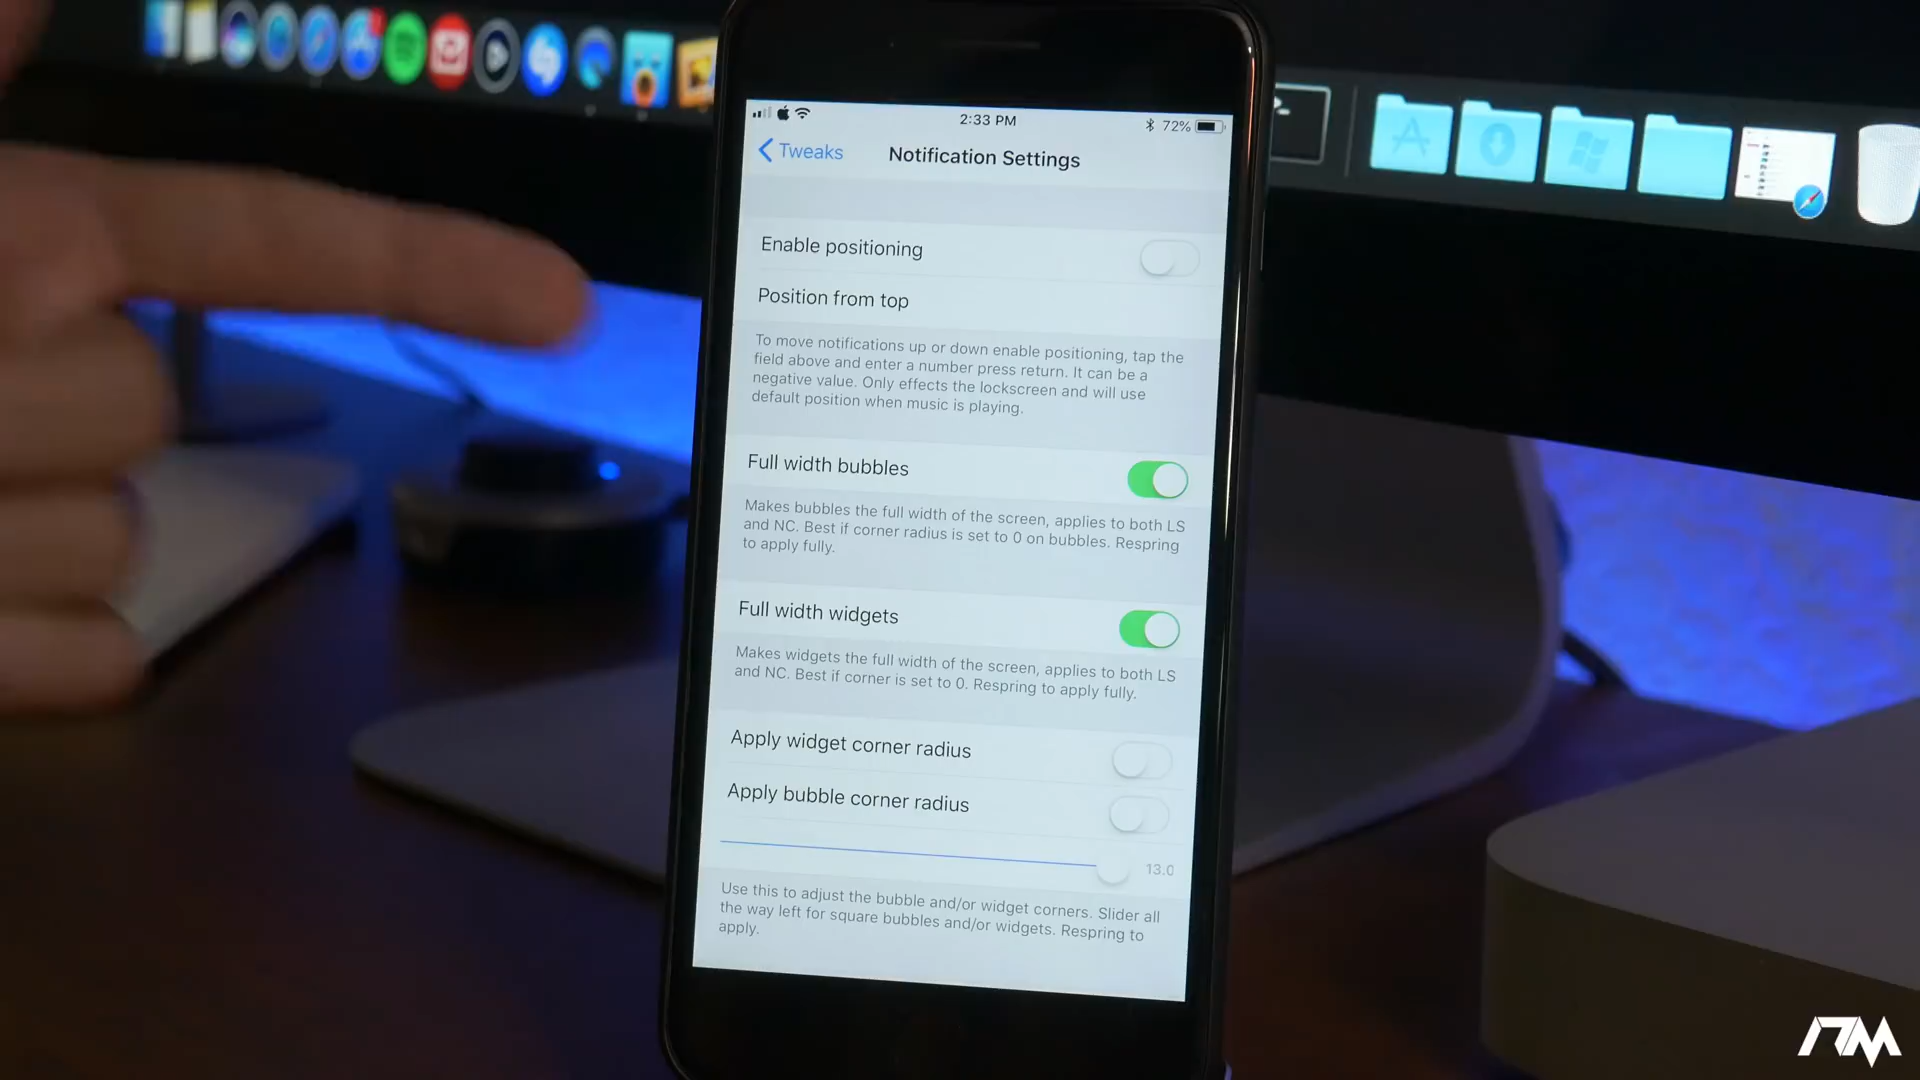 2:33 PM
72%
Tweaks
Notification Settings
Enable positioning
Position from top
To move notifications up or down enable positioning, tap the
field above and enter a number press return. It can be a
negative value. Only effects the lockscreen and will use
default position when music is playing.
Full width bubbles
Makes bubbles the full width of the screen, applies to both LS
and NC. Best if corner radius is set to 0 on bubbles. Respring
to apply fully.
Full width widgets
Makes widgets the full width of the screen, applies to both LS
and NC. Best if corner is set to 0. Respring to apply fully.
Apply widget corner radius
Apply bubble corner radius
13.0
Use this to adjust the bubble and/or widget corners. Slider all
the way left for square bubbles and/or widgets. Respring to
apply.